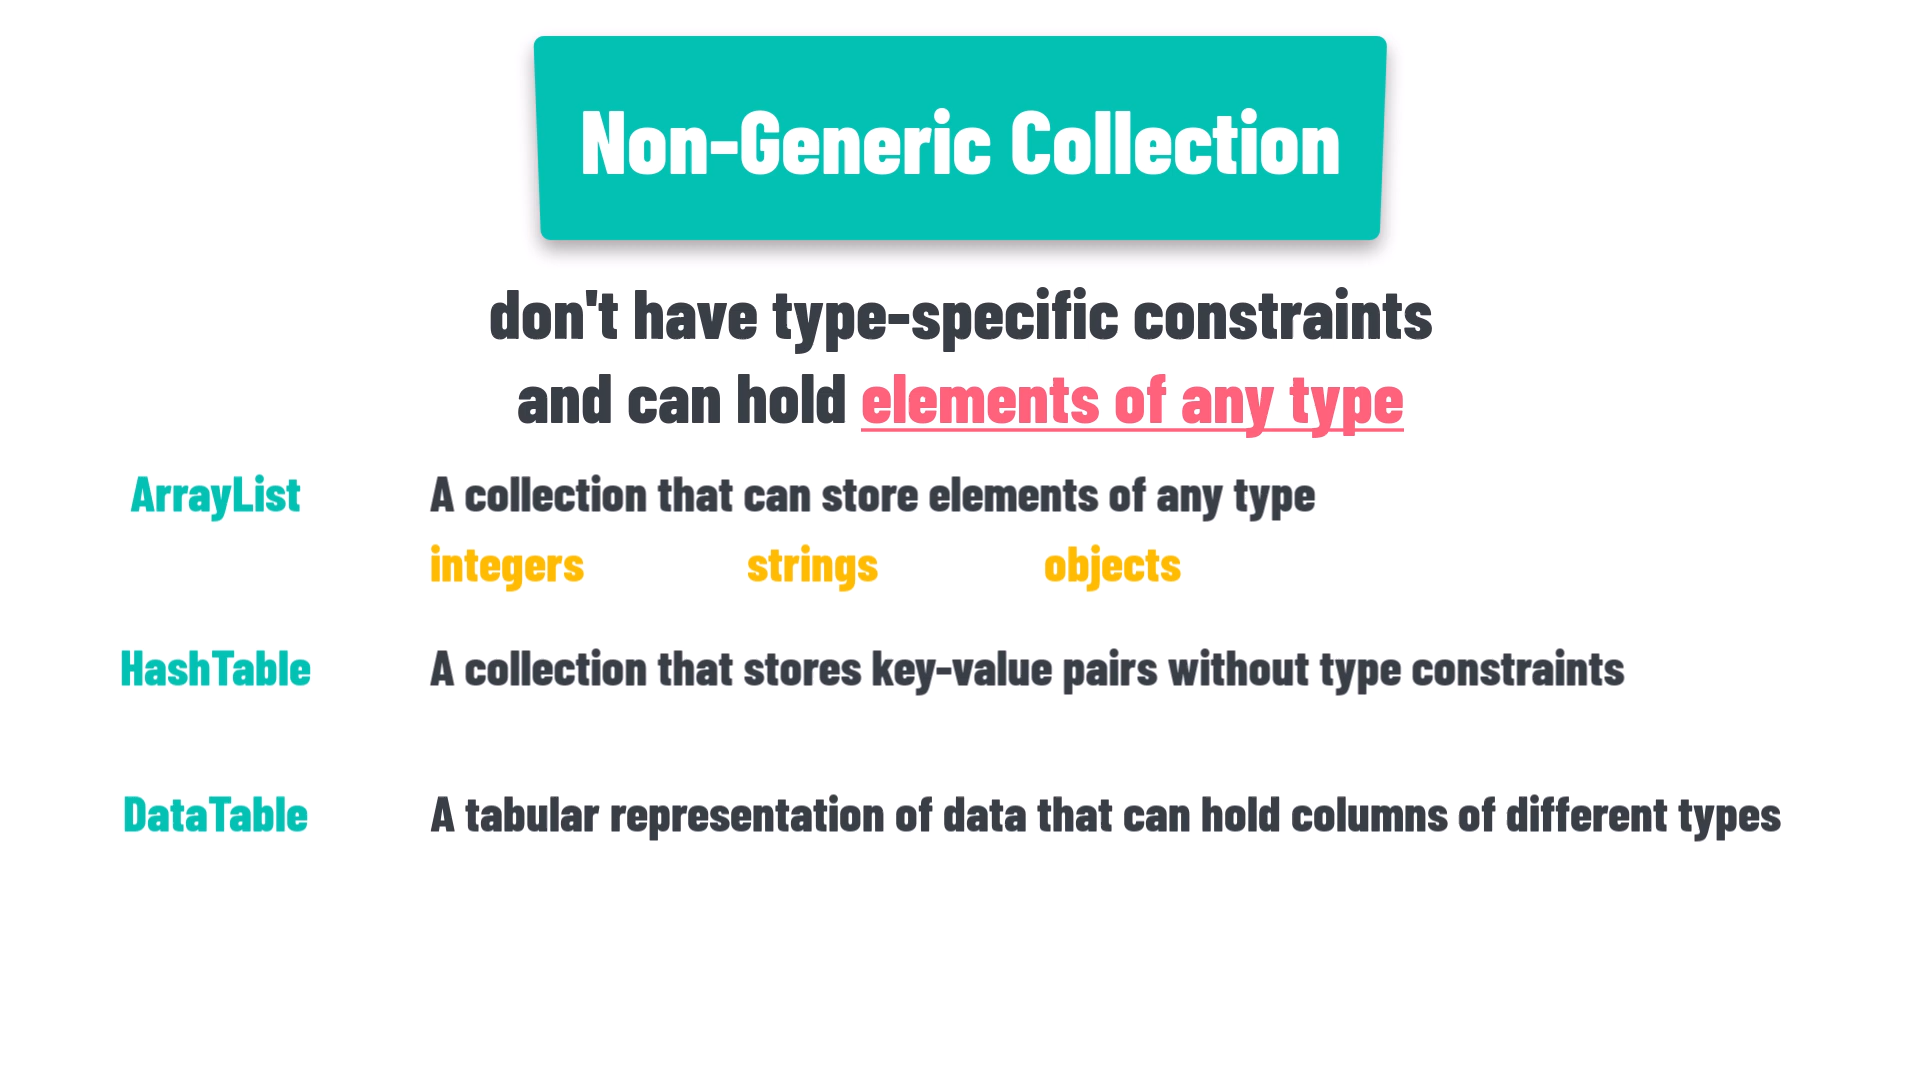 Non-Generic Collection
don't have type-specific constraints
and can hold elements of any type
ArrayList A collection that can store elements of any type
integers strings objects
HashTable A collection that stores key-value pairs without type constraints
DataTable A tabular representation of data that can hold columns of different types